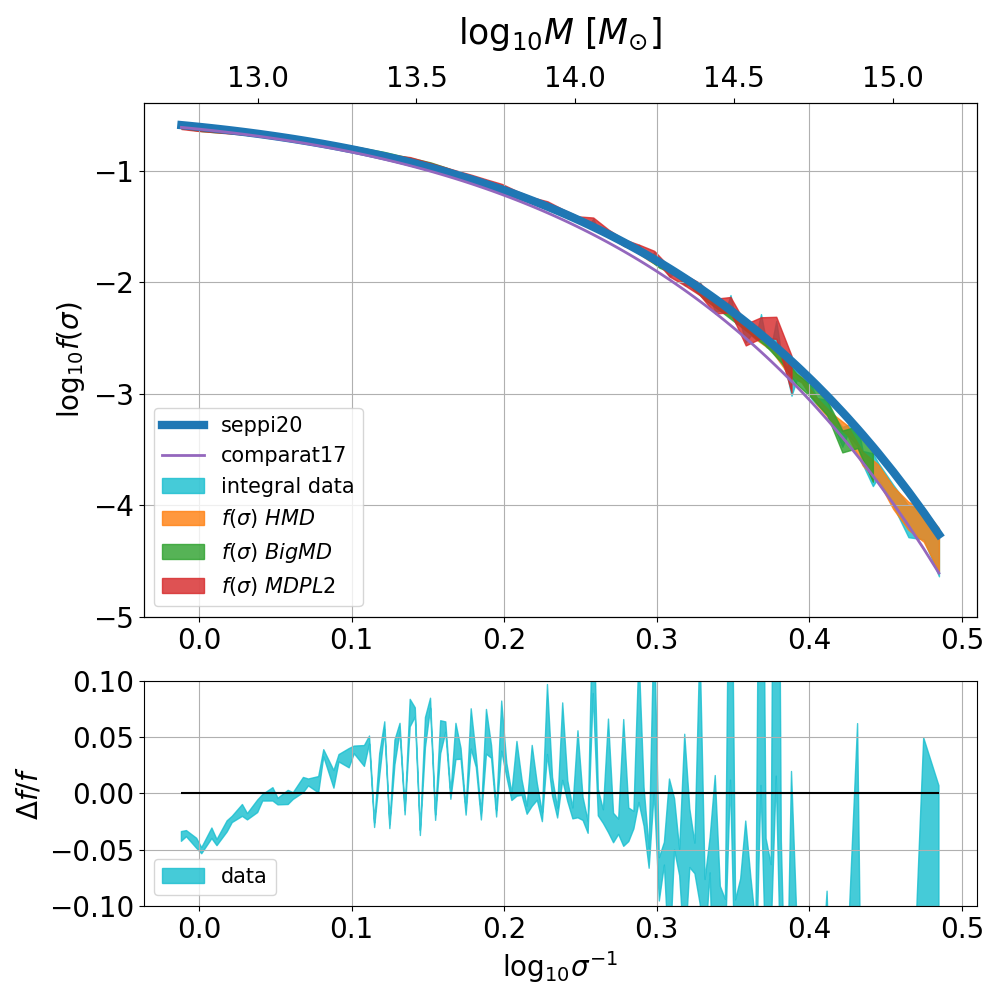 log₁₀M [M⊙]
13.0 13.5 14.0 14.5 15.0
log₁₀f(σ)
−1
−2
−3
−4
−5
seppi20
comparat17
integral data
f(σ) HMD
f(σ) BigMD
f(σ) MDPL2
0.0 0.1 0.2 0.3 0.4 0.5
Δf/f
0.10
0.05
0.00
−0.05
−0.10
data
0.0 0.1 0.2 0.3 0.4 0.5
log₁₀σ⁻¹